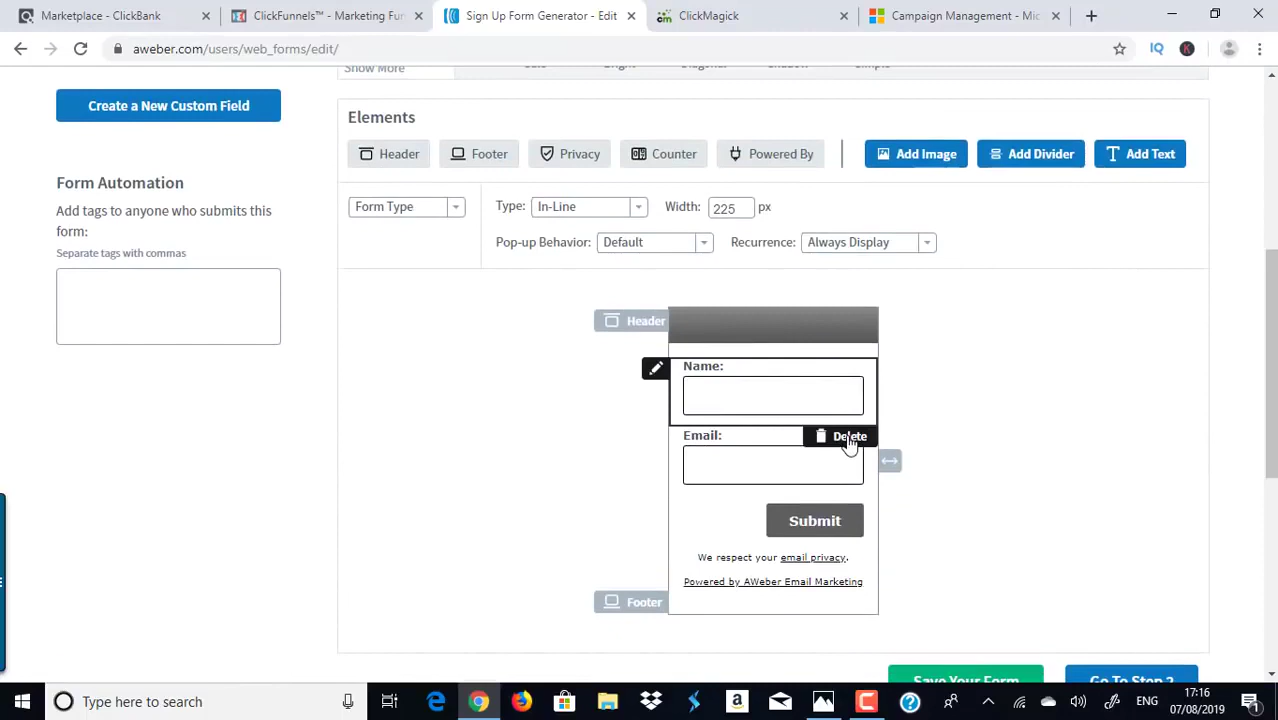 Marketplace - ClickBank
ClickFunnels™ - Marketing Fu
Sign Up Form Generator - Edit
ClickMagick
Campaign Management - Mic
aweber.com/users/web_forms/edit/
Show More
Create a New Custom Field
Form Automation
Add tags to anyone who submits this
form:
Separate tags with commas
Elements
Header
Footer
Privacy
Counter
Powered By
Add Image
Add Divider
Add Text
Form Type
Type: In-Line
Width: 225 px
Pop-up Behavior: Default
Recurrence: Always Display
Header
Name:
Email:
Delete
Submit
We respect your email privacy.
Powered by AWeber Email Marketing
Footer
Save Your Form
Go To Step 2
Type here to search
ENG
17:16
07/08/2019